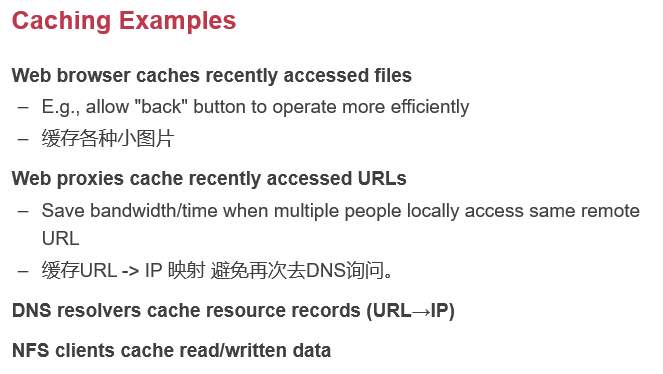 Caching Examples
Web browser caches recently accessed files
– E.g., allow "back" button to operate more efficiently
– 缓存各种小图片
Web proxies cache recently accessed URLs
– Save bandwidth/time when multiple people locally access same remote
URL
– 缓存URL -> IP 映射 避免再次去DNS询问。
DNS resolvers cache resource records (URL→IP)
NFS clients cache read/written data